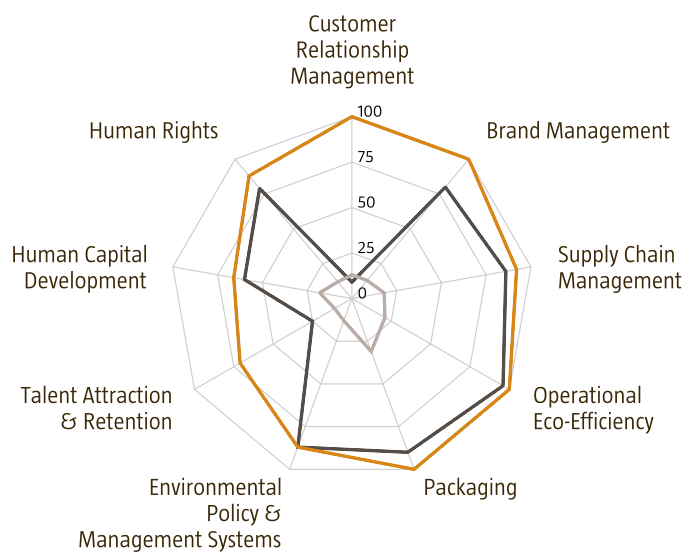 Customer
Relationship
Management
100
Human Rights
Brand Management
75
50
Human Capital
Development
25
Supply Chain
Management
0
Talent Attraction
& Retention
Operational
Eco-Efficiency
Environmental
Policy &
Management Systems
Packaging